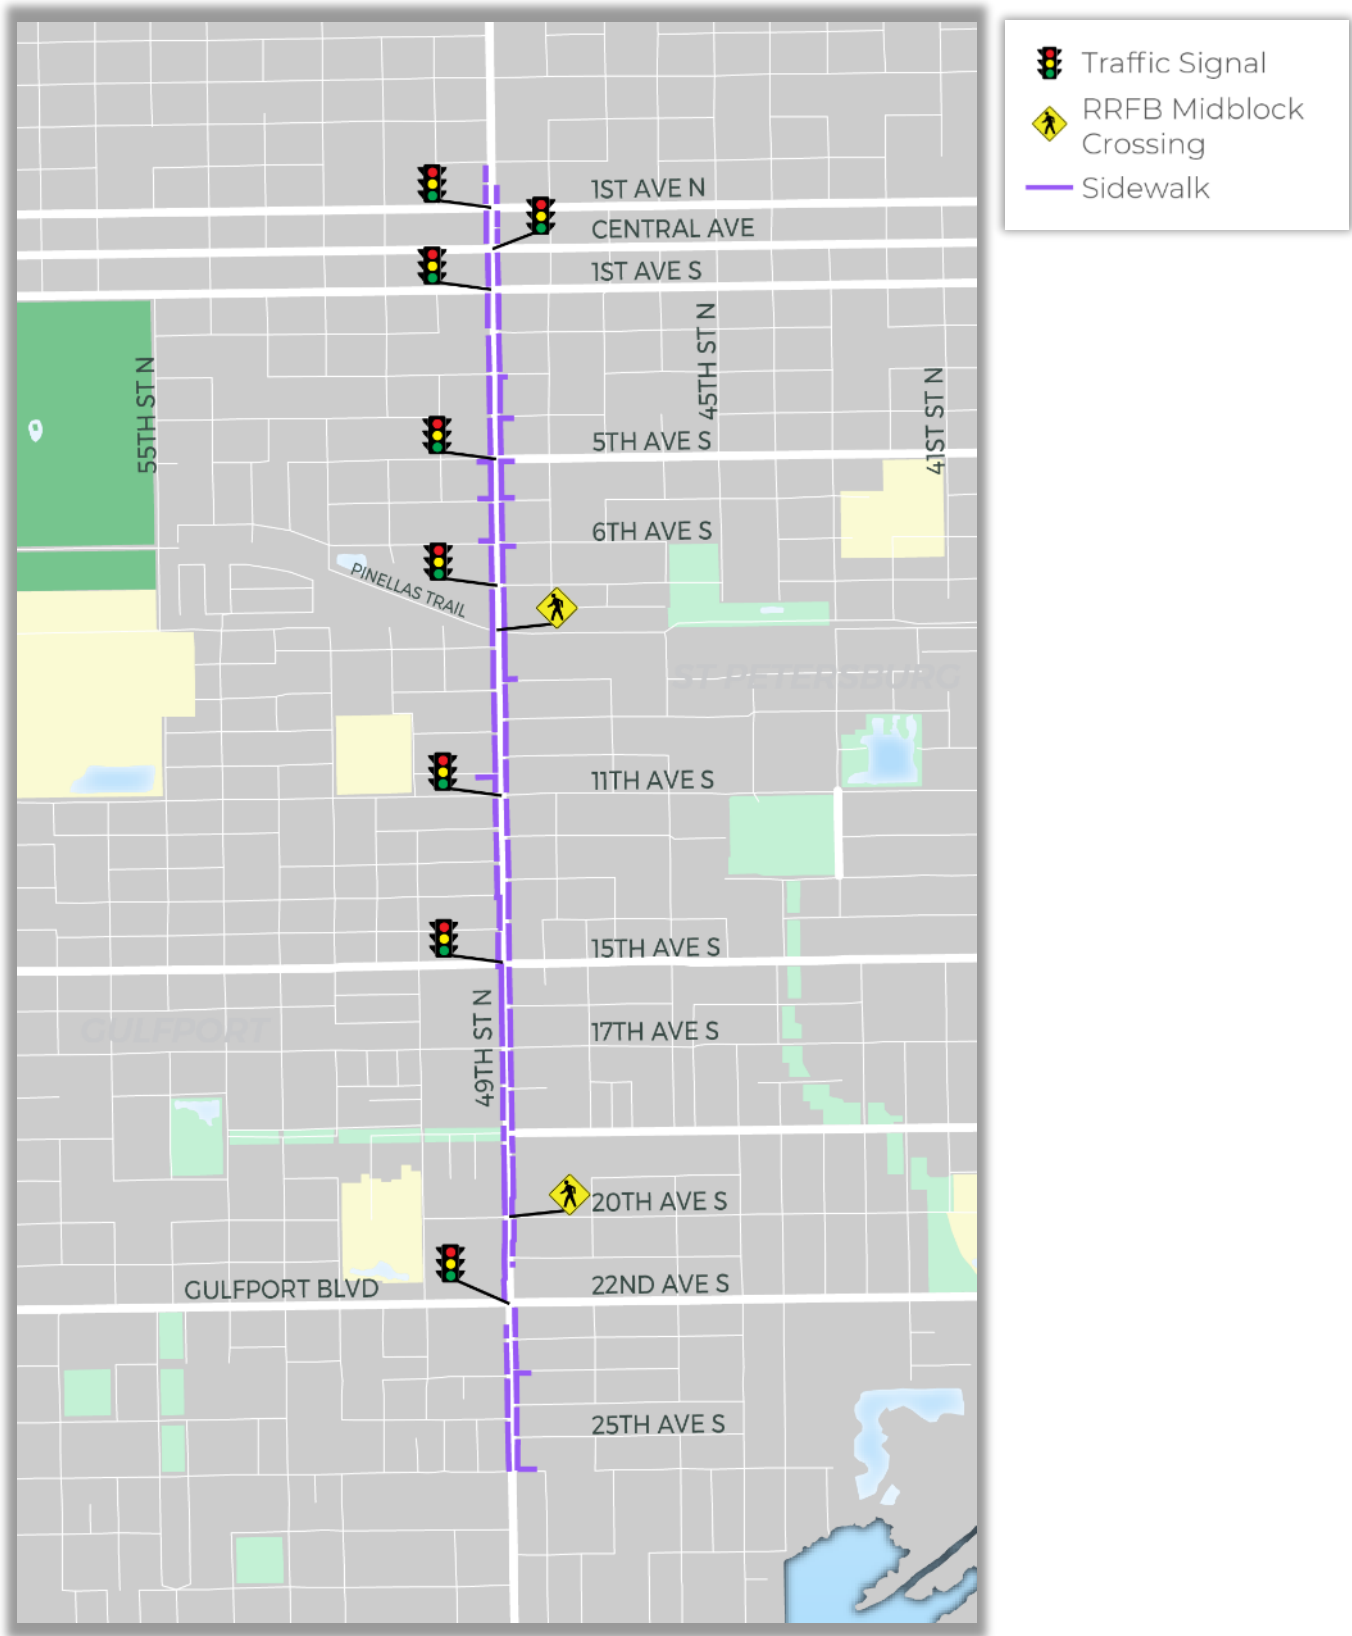 Traffic Signal
RRFB Midblock
Crossing
Sidewalk
1ST AVE N
CENTRAL AVE
1ST AVE S
45TH ST N
55TH ST N
41ST ST N
5TH AVE S
6TH AVE S
PINELLAS TRAIL
ST PETERSBURG
11TH AVE S
15TH AVE S
49TH ST N
GULFPORT
17TH AVE S
20TH AVE S
GULFPORT BLVD
22ND AVE S
25TH AVE S